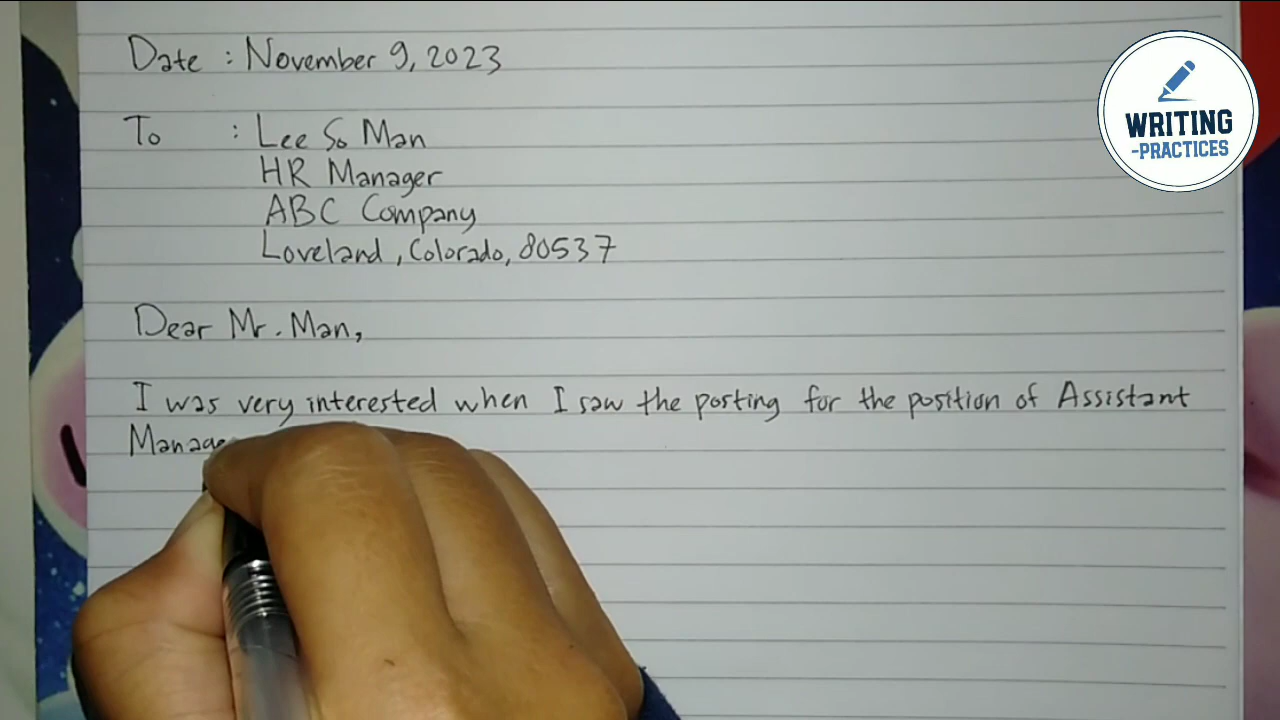 Date : November 9, 2023
To : Lee So Man
HR Manager
ABC Company
Loveland, Colorado, 80537
Dear Mr. Man,
I was very interested when I saw the posting for the position of Assistant
WRITING
-PRACTICES